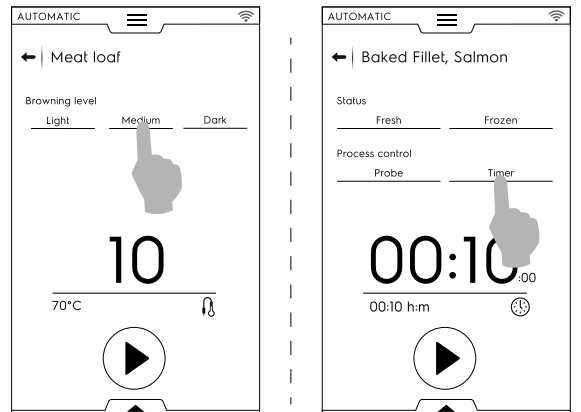 AUTOMATIC
Meat loaf
Browning level
Light Medium Dark
10
70°C
AUTOMATIC
Baked Fillet, Salmon
Status
Fresh Frozen
Process control
Probe Timer
00:10:00
00:10 h:m